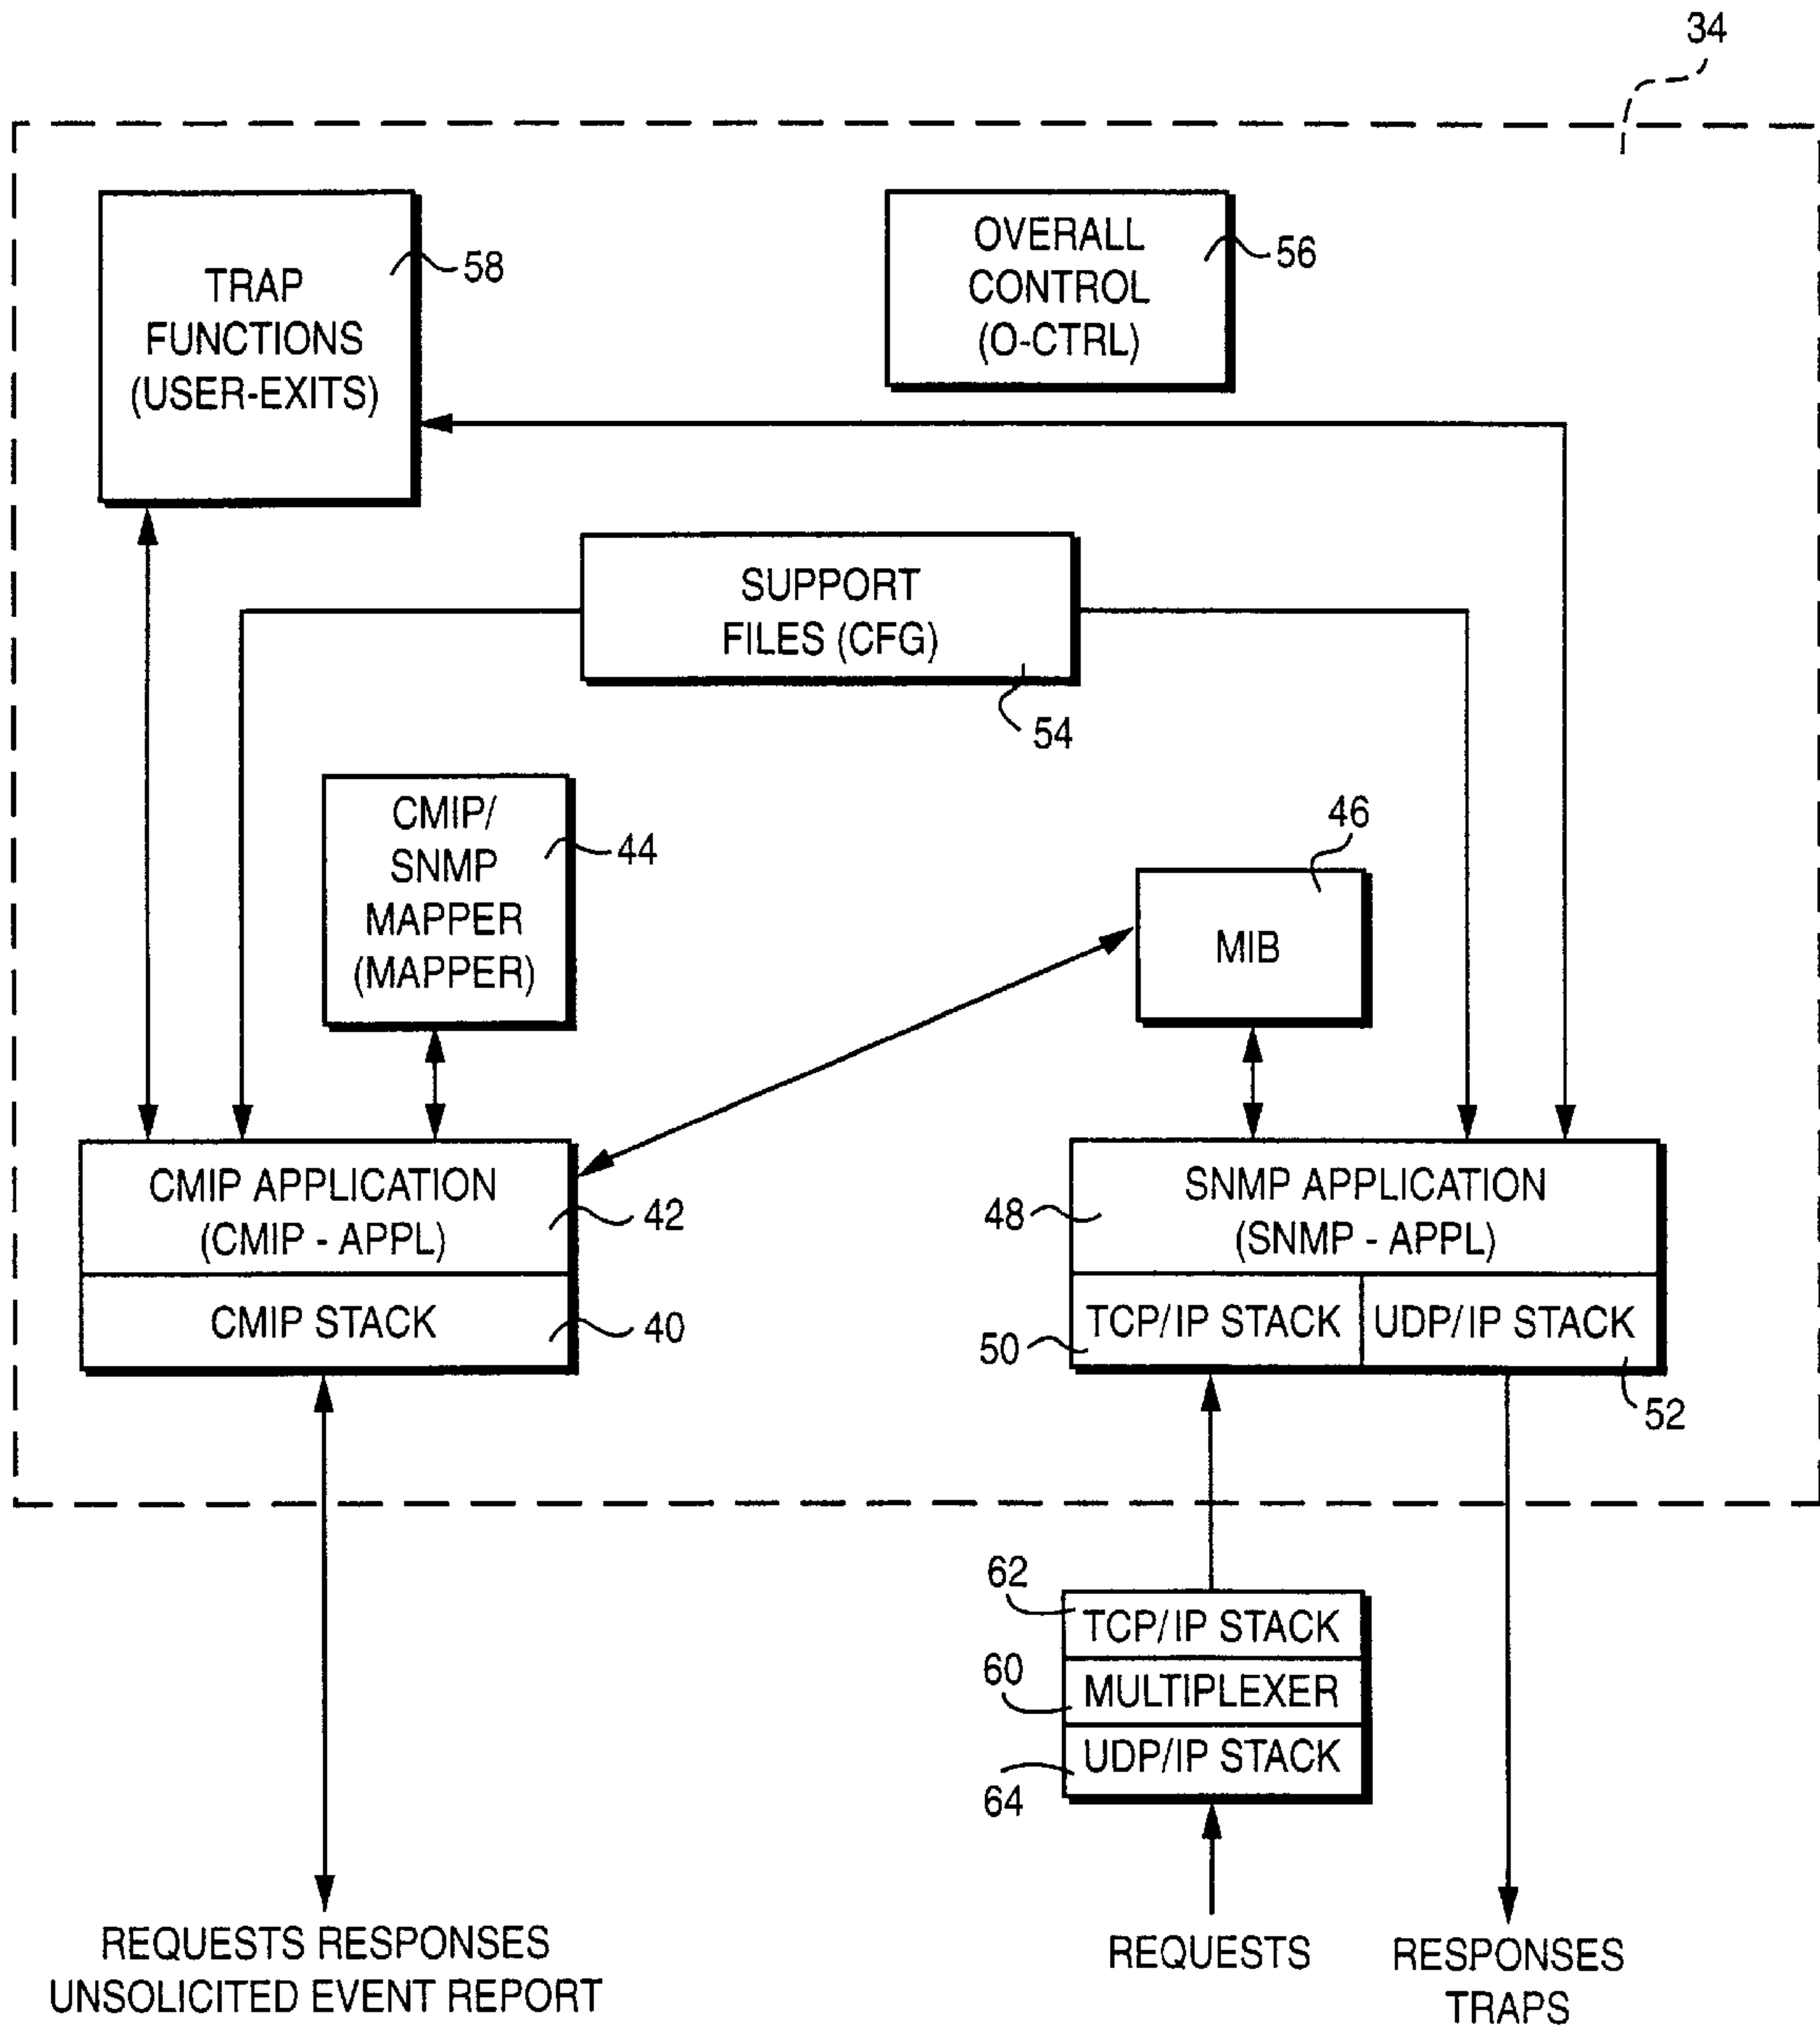 34
TRAP
FUNCTIONS
(USER-EXITS)
58
OVERALL
CONTROL
(O-CTRL)
56
SUPPORT
FILES (CFG)
54
CMIP/
SNMP
MAPPER
(MAPPER)
44
46
MIB
CMIP APPLICATION
(CMIP - APPL)
42
CMIP STACK
40
48
SNMP APPLICATION
(SNMP - APPL)
50
TCP/IP STACK
UDP/IP STACK
52
62
TCP/IP STACK
60
MULTIPLEXER
UDP/IP STACK
64
REQUESTS RESPONSES
UNSOLICITED EVENT REPORT
REQUESTS
RESPONSES
TRAPS